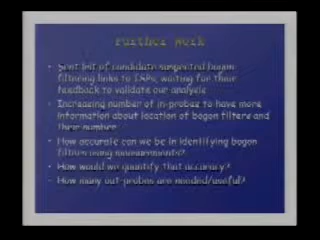 Further Work
• Sent list of candidate suspected bogon
filtering links to ISPs, waiting for their
feedback to validate our analysis
• Increasing number of in-probes to have more
information about location of bogon filters and
their number
• How accurate can we be in identifying bogon
filters using measurements?
• How would we quantify that accuracy?
• How many out-probes are needed/useful?